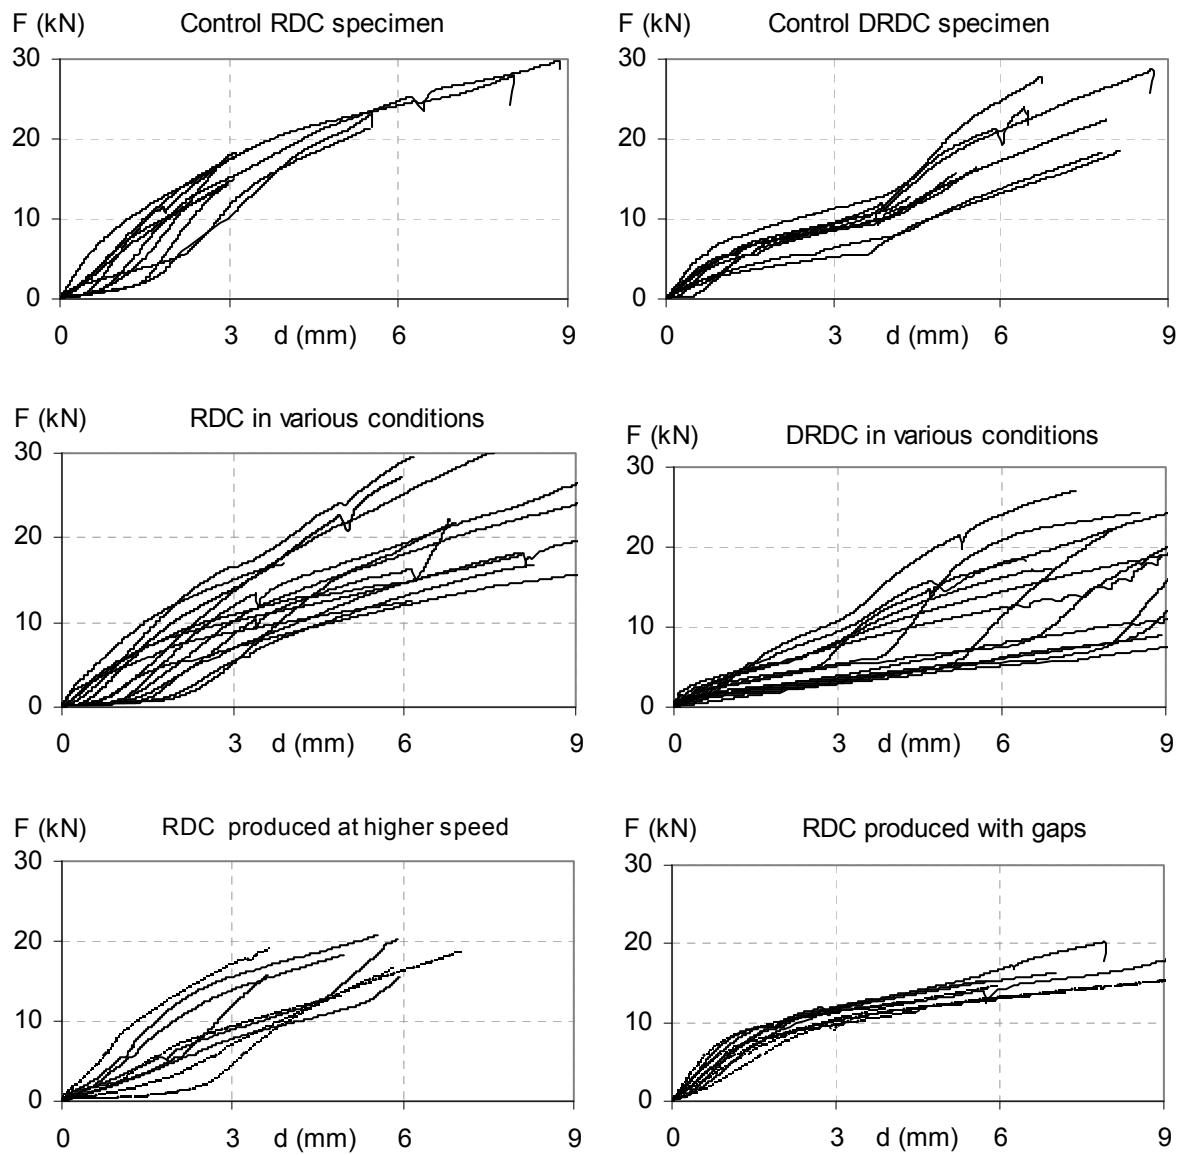 F (kN) Control RDC specimen
30
20
10
0
0 3 d (mm) 6 9
F (kN) Control DRDC specimen
30
20
10
0
0 3 d (mm) 6 9
F (kN) RDC in various conditions
30
20
10
0
0 3 d (mm) 6 9
F (kN) DRDC in various conditions
30
20
10
0
0 3 d (mm) 6 9
F (kN) RDC produced at higher speed
30
20
10
0
0 3 d (mm) 6 9
F (kN) RDC produced with gaps
30
20
10
0
0 3 d (mm) 6 9